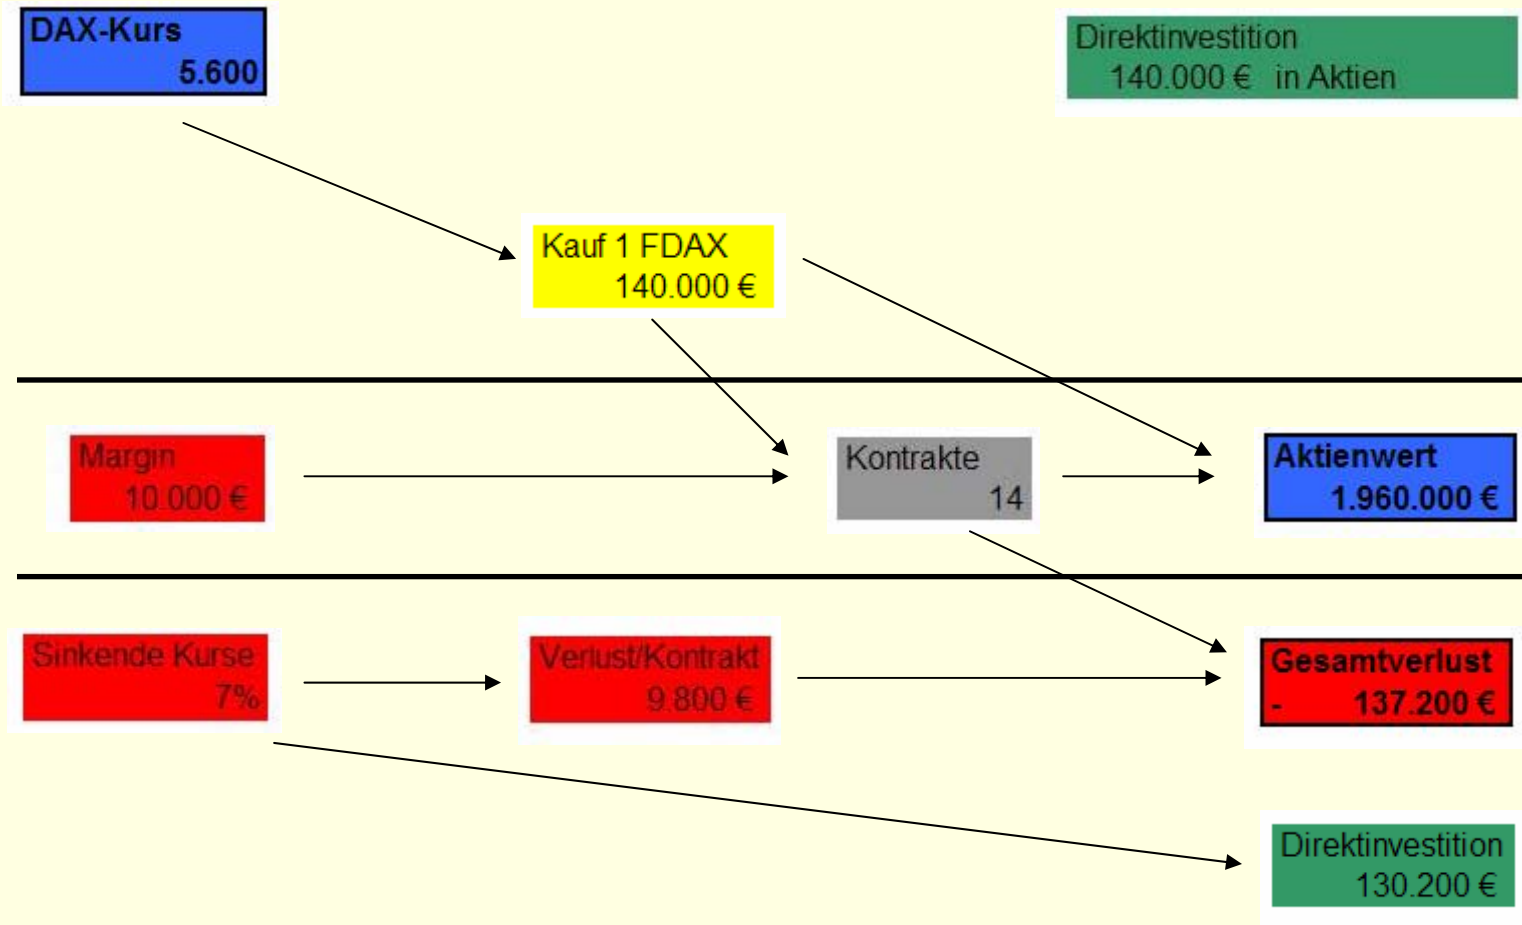 DAX-Kurs
5.600
Direktinvestition
140.000 € in Aktien
Kauf 1 FDAX
140.000 €
Margin
10.000 €
Kontrakte
14
Aktienwert
1.960.000 €
Sinkende Kurse
7%
Verlust/Kontrakt
9.800 €
Gesamtverlust
- 137.200 €
Direktinvestition
130.200 €